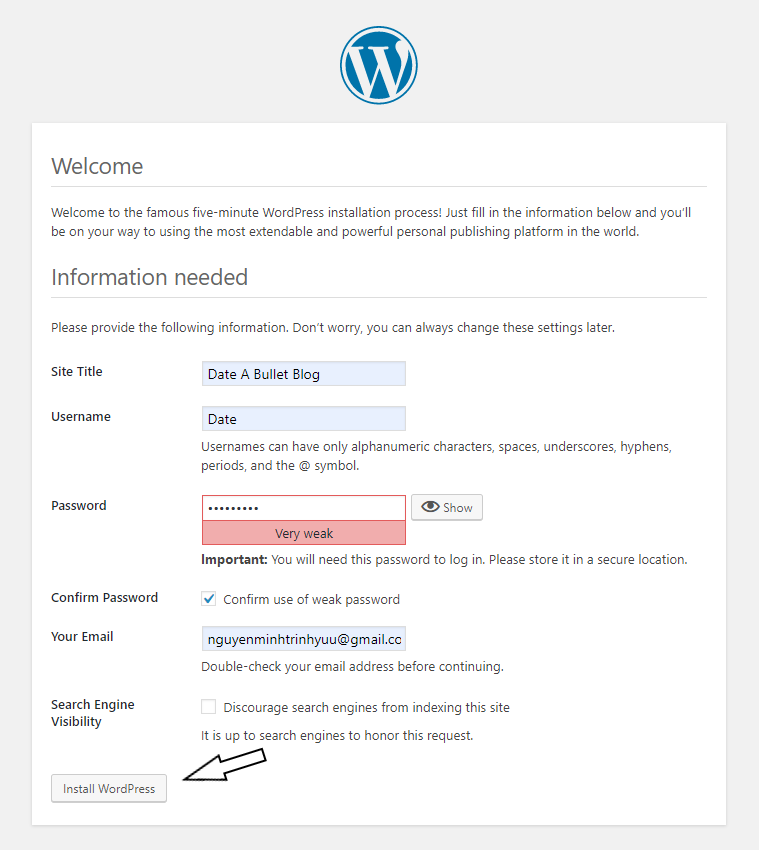 Welcome
Welcome to the famous five-minute WordPress installation process! Just fill in the information below and you’ll
be on your way to using the most extendable and powerful personal publishing platform in the world.
Information needed
Please provide the following information. Don’t worry, you can always change these settings later.
Site Title
Date A Bullet Blog
Username
Date
Usernames can have only alphanumeric characters, spaces, underscores, hyphens,
periods, and the @ symbol.
Password
•••••••••
Show
Very weak
Important: You will need this password to log in. Please store it in a secure location.
Confirm Password
Confirm use of weak password
Your Email
nguyenminhtrinhyuu@gmail.co
Double-check your email address before continuing.
Search Engine
Visibility
Discourage search engines from indexing this site
It is up to search engines to honor this request.
Install WordPress